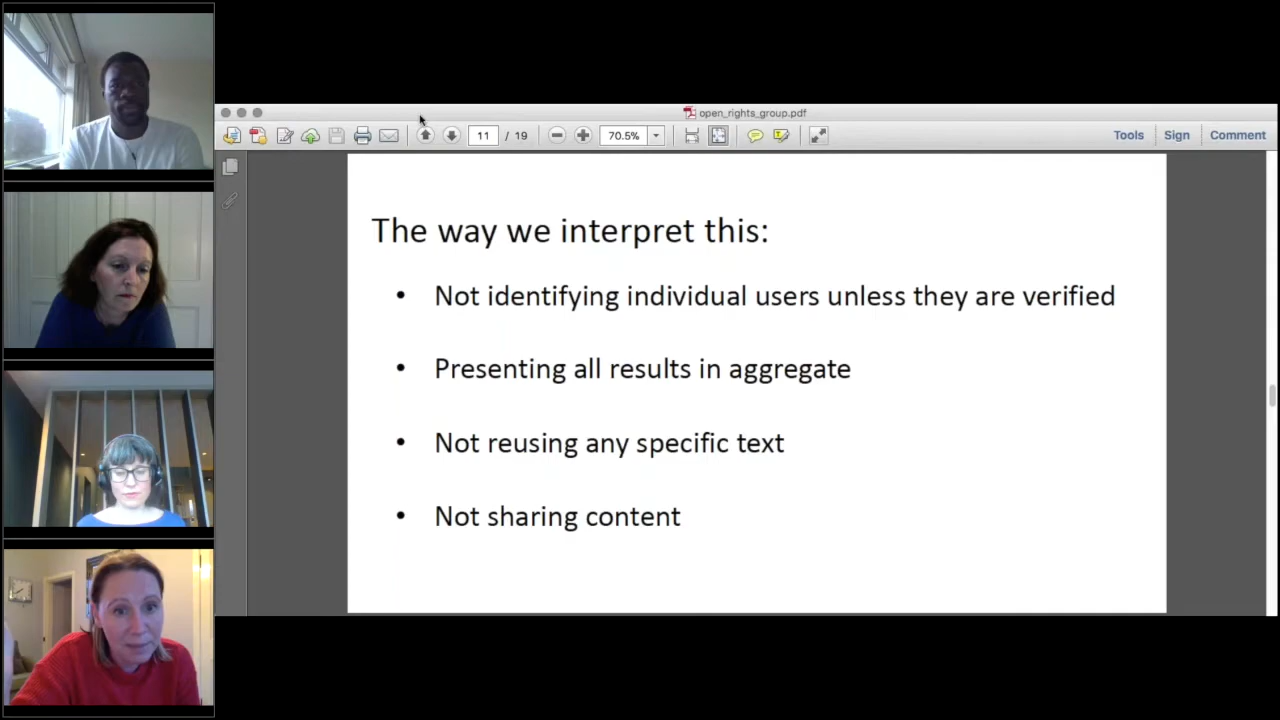 open_rights_group.pdf
11 / 19
70.5%
Tools
Sign
Comment
The way we interpret this:
• Not identifying individual users unless they are verified
• Presenting all results in aggregate
• Not reusing any specific text
• Not sharing content